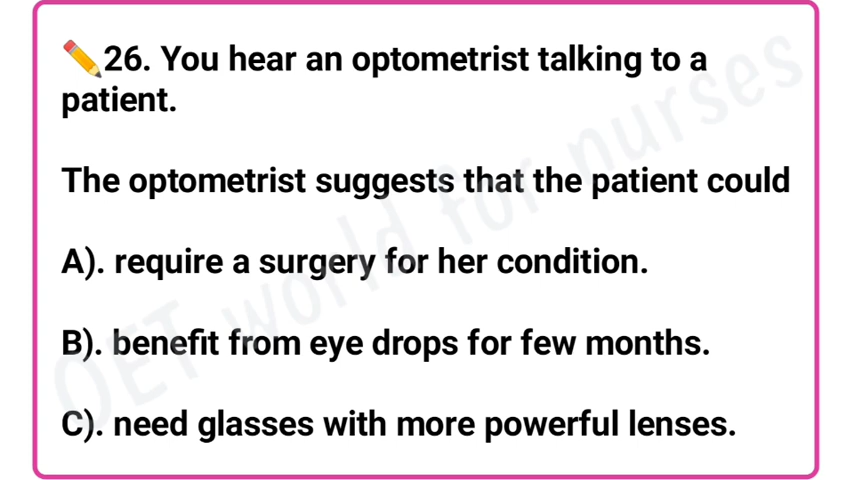 ✏️26. You hear an optometrist talking to a
patient.
The optometrist suggests that the patient could
A). require a surgery for her condition.
B). benefit from eye drops for few months.
C). need glasses with more powerful lenses.
OET world for nurses